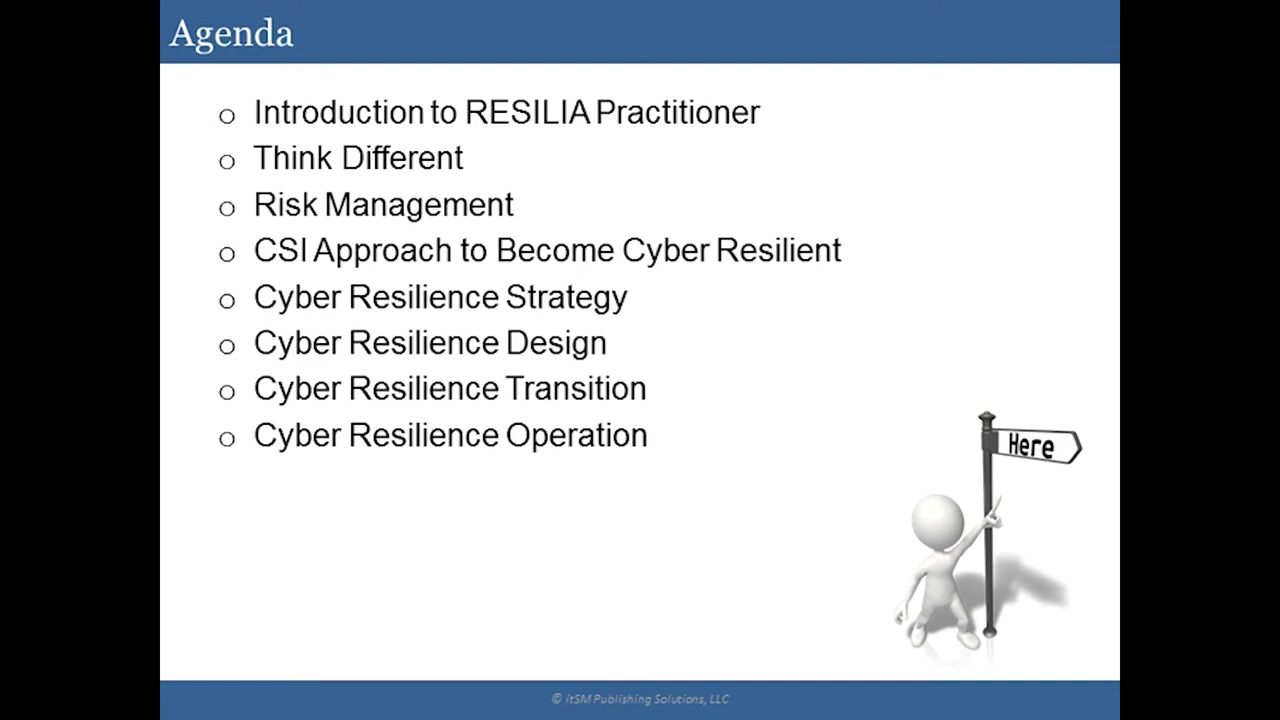 Agenda
Introduction to RESILIA Practitioner
Think Different
Risk Management
CSI Approach to Become Cyber Resilient
Cyber Resilience Strategy
Cyber Resilience Design
Cyber Resilience Transition
Cyber Resilience Operation
Here
© itSM Publishing Solutions, LLC